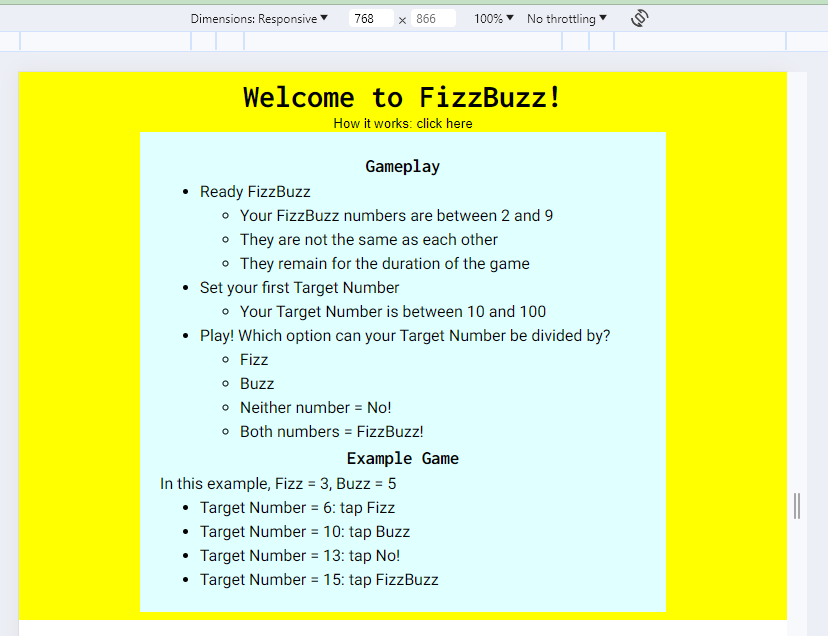 Dimensions: Responsive ▼ 768 × 866 100% ▼ No throttling ▼
Welcome to FizzBuzz!
How it works: click here
Gameplay
• Ready FizzBuzz
◦ Your FizzBuzz numbers are between 2 and 9
◦ They are not the same as each other
◦ They remain for the duration of the game
• Set your first Target Number
◦ Your Target Number is between 10 and 100
• Play! Which option can your Target Number be divided by?
◦ Fizz
◦ Buzz
◦ Neither number = No!
◦ Both numbers = FizzBuzz!
Example Game
In this example, Fizz = 3, Buzz = 5
• Target Number = 6: tap Fizz
• Target Number = 10: tap Buzz
• Target Number = 13: tap No!
• Target Number = 15: tap FizzBuzz